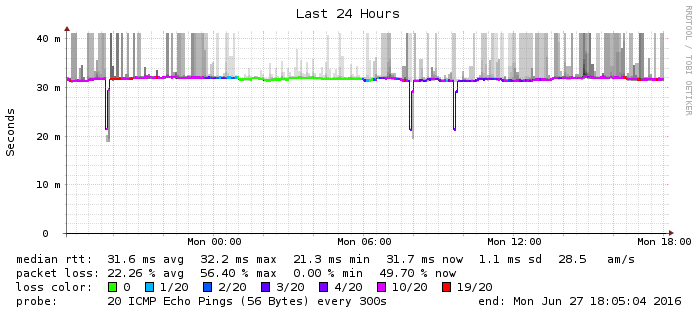 Last 24 Hours
RRDTOOL / TOBI OETIKER
Seconds
40 m
30 m
20 m
10 m
0
Mon 00:00 Mon 06:00 Mon 12:00 Mon 18:00
median rtt: 31.6 ms avg 32.2 ms max 21.3 ms min 31.7 ms now 1.1 ms sd 28.5 am/s
packet loss: 22.26 % avg 56.40 % max 0.00 % min 49.70 % now
loss color: 0 1/20 2/20 3/20 4/20 10/20 19/20
probe: 20 ICMP Echo Pings (56 Bytes) every 300s end: Mon Jun 27 18:05:04 2016